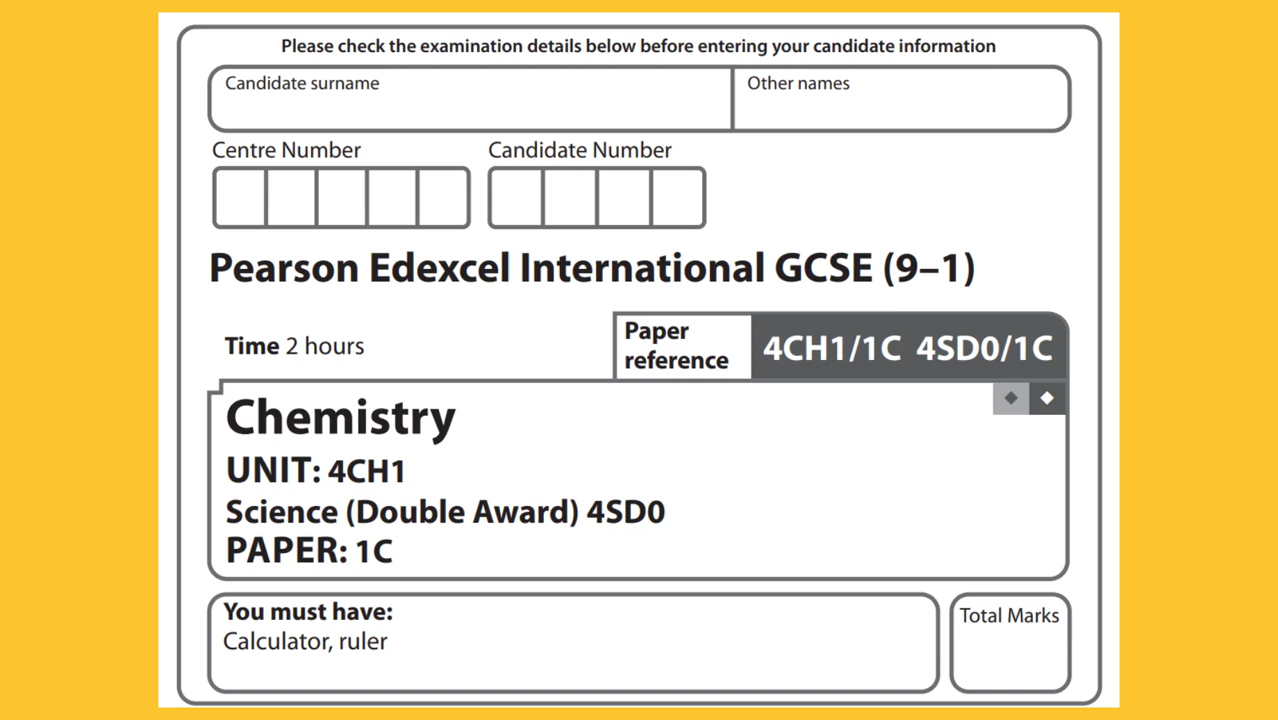 Please check the examination details below before entering your candidate information
Candidate surname
Other names
Centre Number
Candidate Number
Pearson Edexcel International GCSE (9–1)
Time 2 hours
Paper
reference
4CH1/1C 4SD0/1C
Chemistry
UNIT: 4CH1
Science (Double Award) 4SD0
PAPER: 1C
You must have:
Calculator, ruler
Total Marks